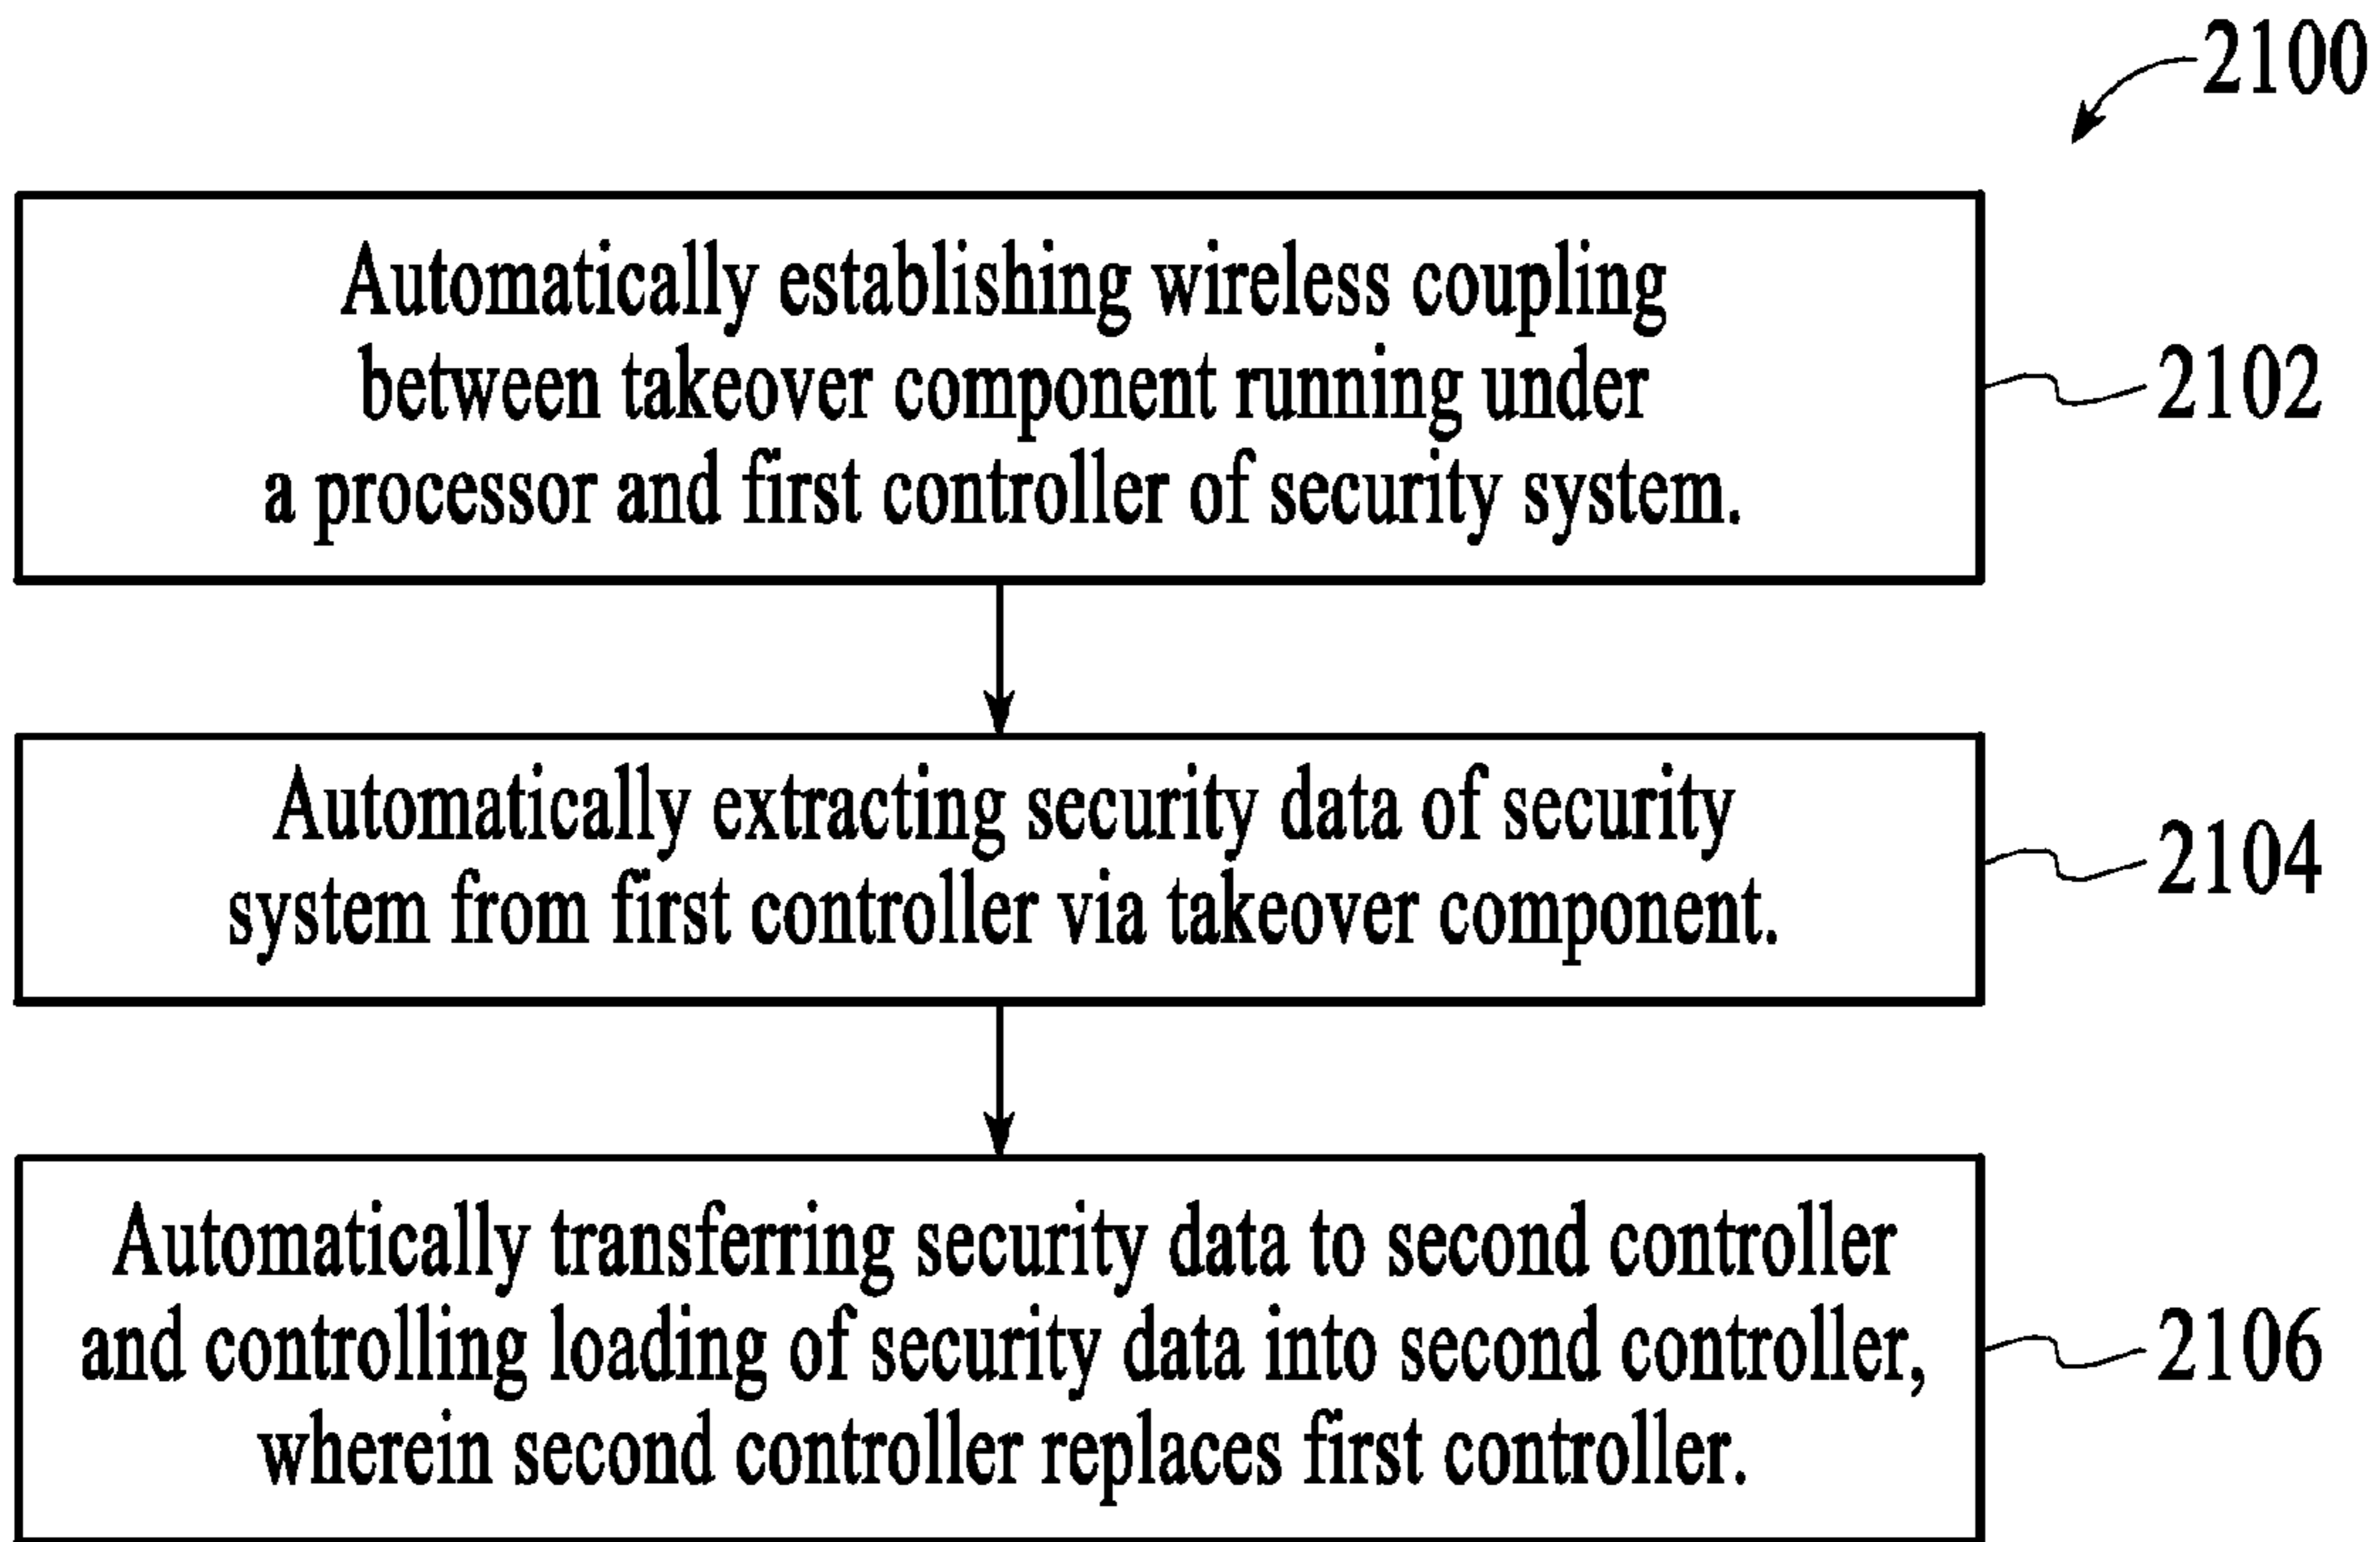 2100
Automatically establishing wireless coupling
between takeover component running under
a processor and first controller of security system.
2102
Automatically extracting security data of security
system from first controller via takeover component.
2104
Automatically transferring security data to second controller
and controlling loading of security data into second controller,
wherein second controller replaces first controller.
2106